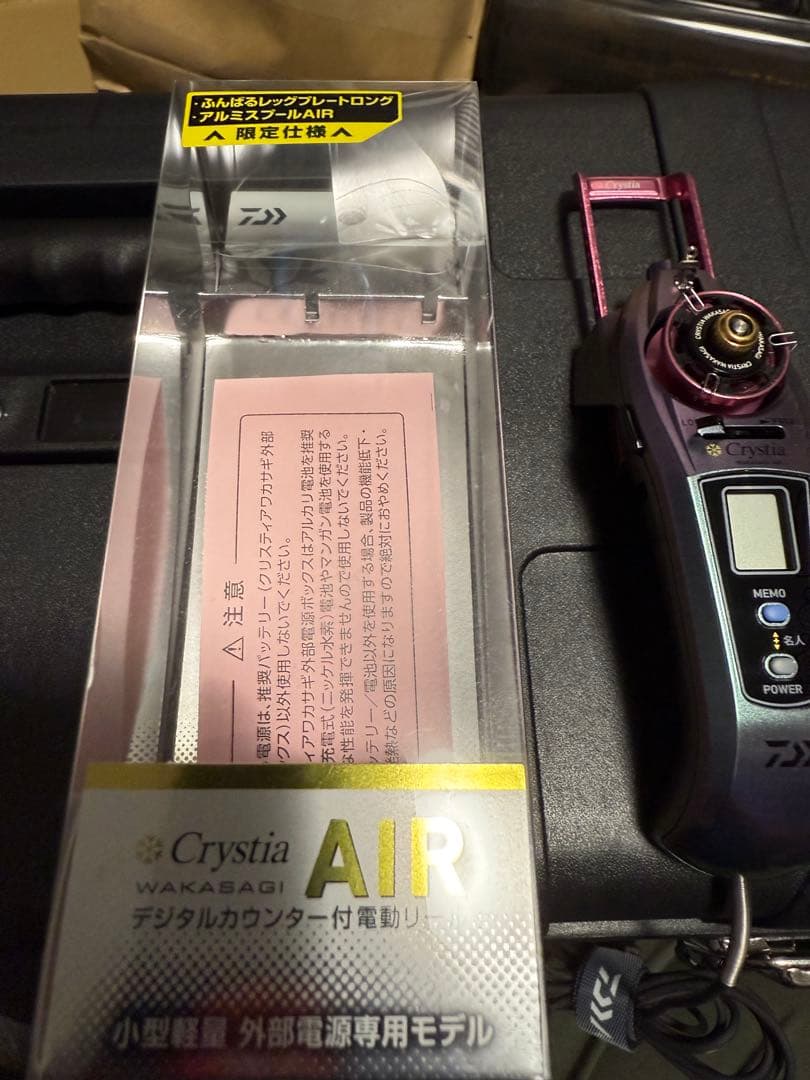 ・ふんばるレッグプレートロング
・アルミスプールAIR
限定仕様
DAIWA
⚠ 注意
電源は、推奨バッテリー(クリスティアワカサギ外部
ックス)以外使用しないでください。
ィアワカサギ外部電源ボックスはアルカリ電池を推奨
充電式(ニッケル水素)電池やマンガン電池を使用する
な性能を発揮できませんので使用しないでください。
ッテリー/電池以外を使用する場合、製品の機能低下・
発熱などの原因になりますので絶対におやめください。
Crystia AIR
WAKASAGI
デジタルカウンター付電動リー
小型軽量 外部電源専用モデル
Crystia
CRYSTIA WAKASAGI
CRYSTIA WAKASAGI
Crystia
MEMO
名人
POWER